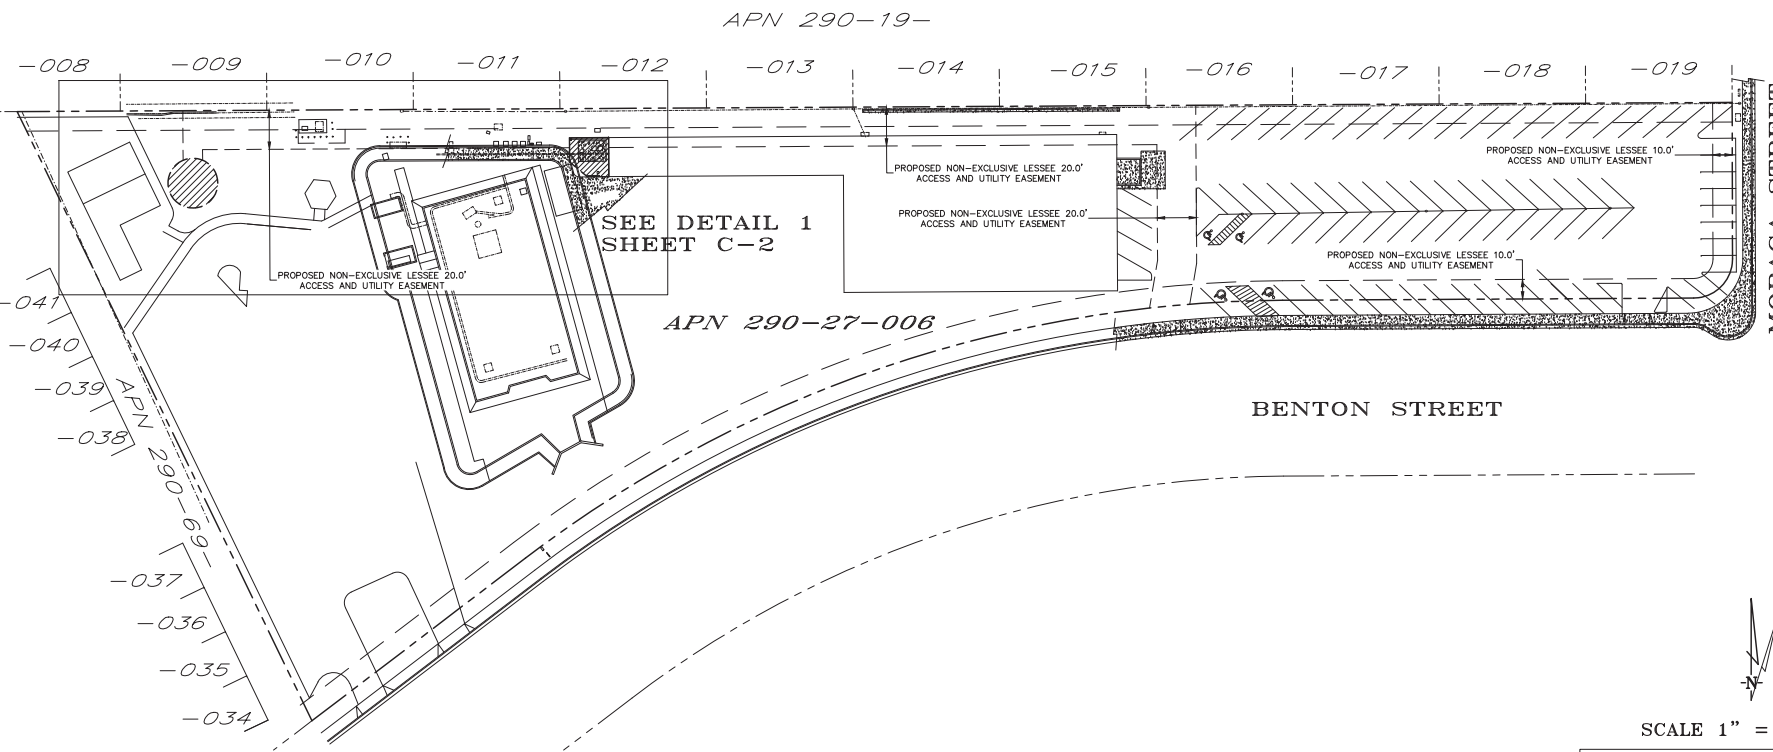 APN 290-19-
-008
-009
-010
-011
-012
-013
-014
-015
-016
-017
-018
-019
PROPOSED NON-EXCLUSIVE LESSEE 10.0'
ACCESS AND UTILITY EASEMENT
PROPOSED NON-EXCLUSIVE LESSEE 20.0'
ACCESS AND UTILITY EASEMENT
PROPOSED NON-EXCLUSIVE LESSEE 20.0'
ACCESS AND UTILITY EASEMENT
SEE DETAIL 1
SHEET C-2
PROPOSED NON-EXCLUSIVE LESSEE 10.0'
ACCESS AND UTILITY EASEMENT
PROPOSED NON-EXCLUSIVE LESSEE 20.0'
ACCESS AND UTILITY EASEMENT
MORAGA STREET
-041
APN 290-27-006
-040
-039
-038
APN 290-69-
BENTON STREET
-037
-036
-035
-034
-N-
SCALE 1" =